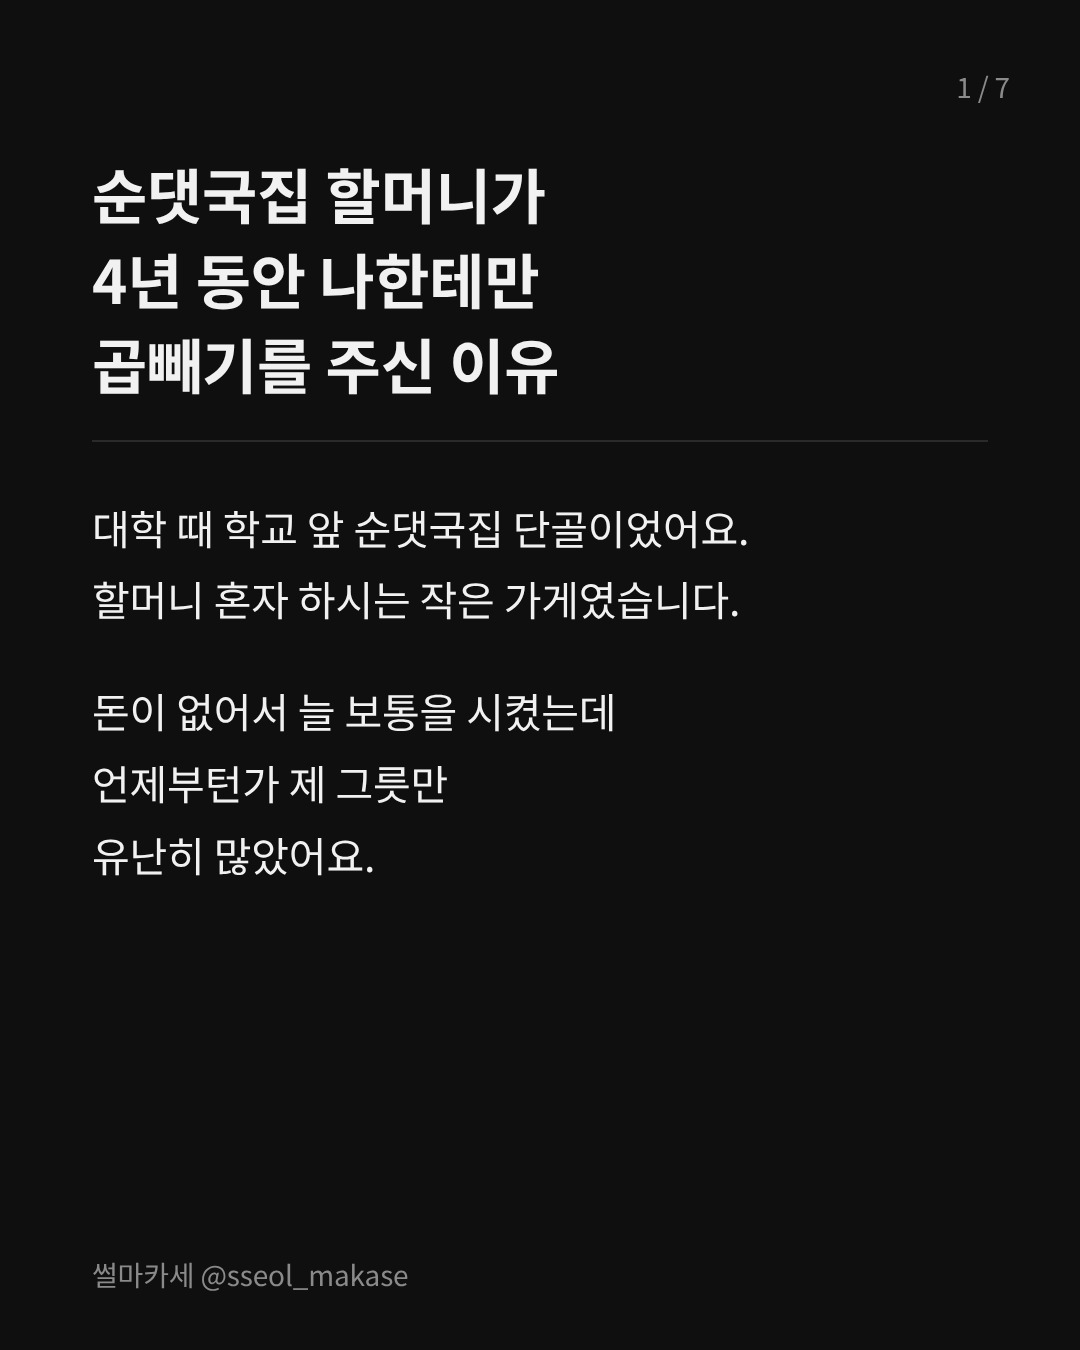 1 / 7
순댓국집 할머니가
4년 동안 나한테만
곱빼기를 주신 이유
대학 때 학교 앞 순댓국집 단골이었어요.
할머니 혼자 하시는 작은 가게였습니다.
돈이 없어서 늘 보통을 시켰는데
언제부턴가 제 그릇만
유난히 많았어요.
썰마카세 @sseol_makase